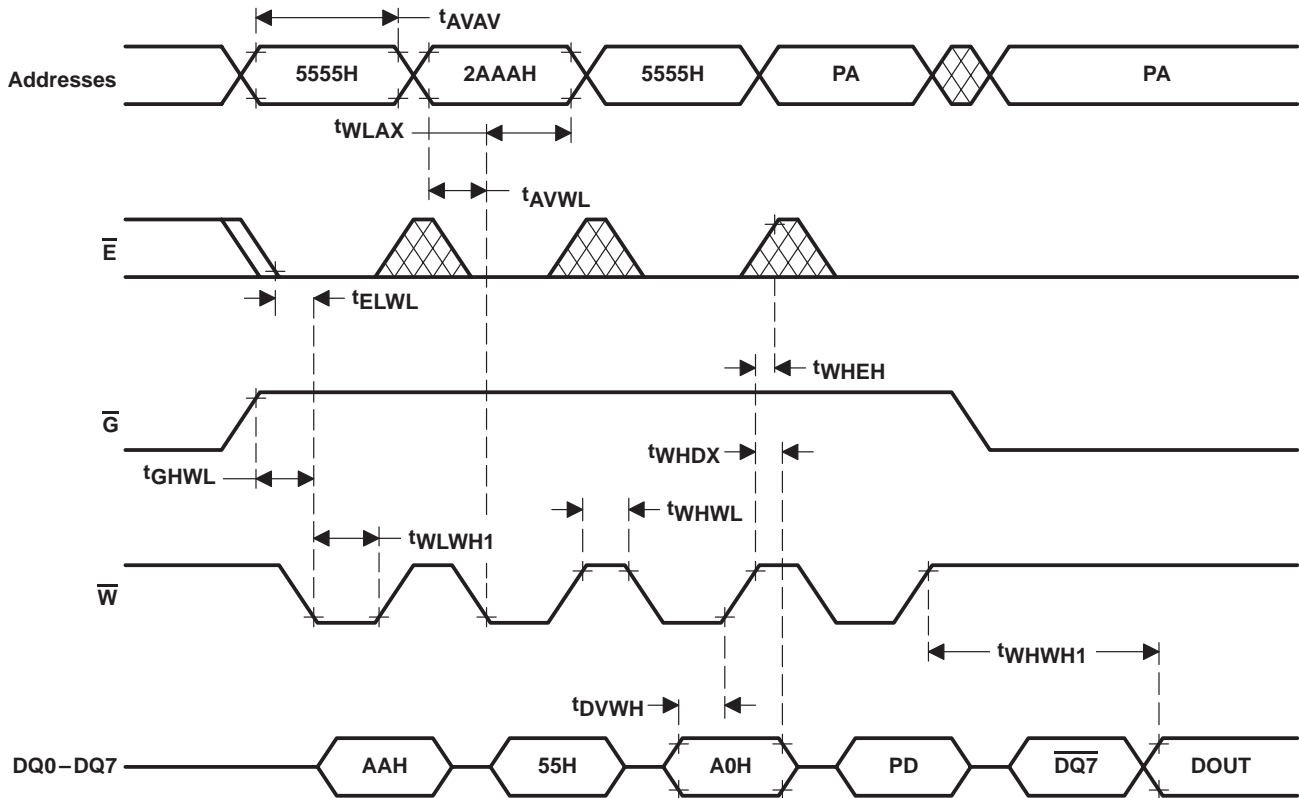 tAVAV
Addresses 5555H 2AAAH 5555H PA PA
tWLAX
tAVWL
E̅
tELWL
tWHEH
G̅
tWHDX
tGHWL
tWHWL
tWLWH1
W̅
tWHWH1
tDVWH
DQ0–DQ7 AAH 55H A0H PD D̅Q̅7̅ DOUT